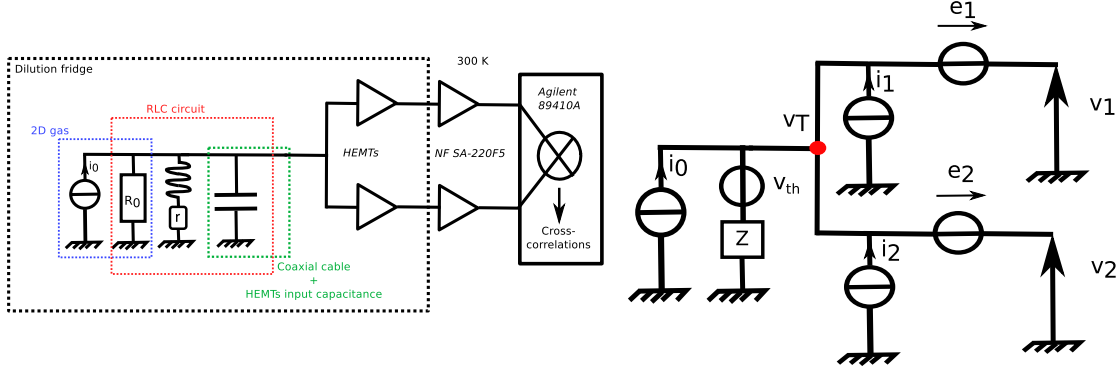 Dilution fridge
300 K
Agilent
89410A
RLC circuit
2D gas
i0
R0
r
HEMTs
NF SA-220F5
Cross-
correlations
Coaxial cable
+
HEMTs input capacitance
e1
i1
v1
vT
i0
vth
Z
e2
i2
v2